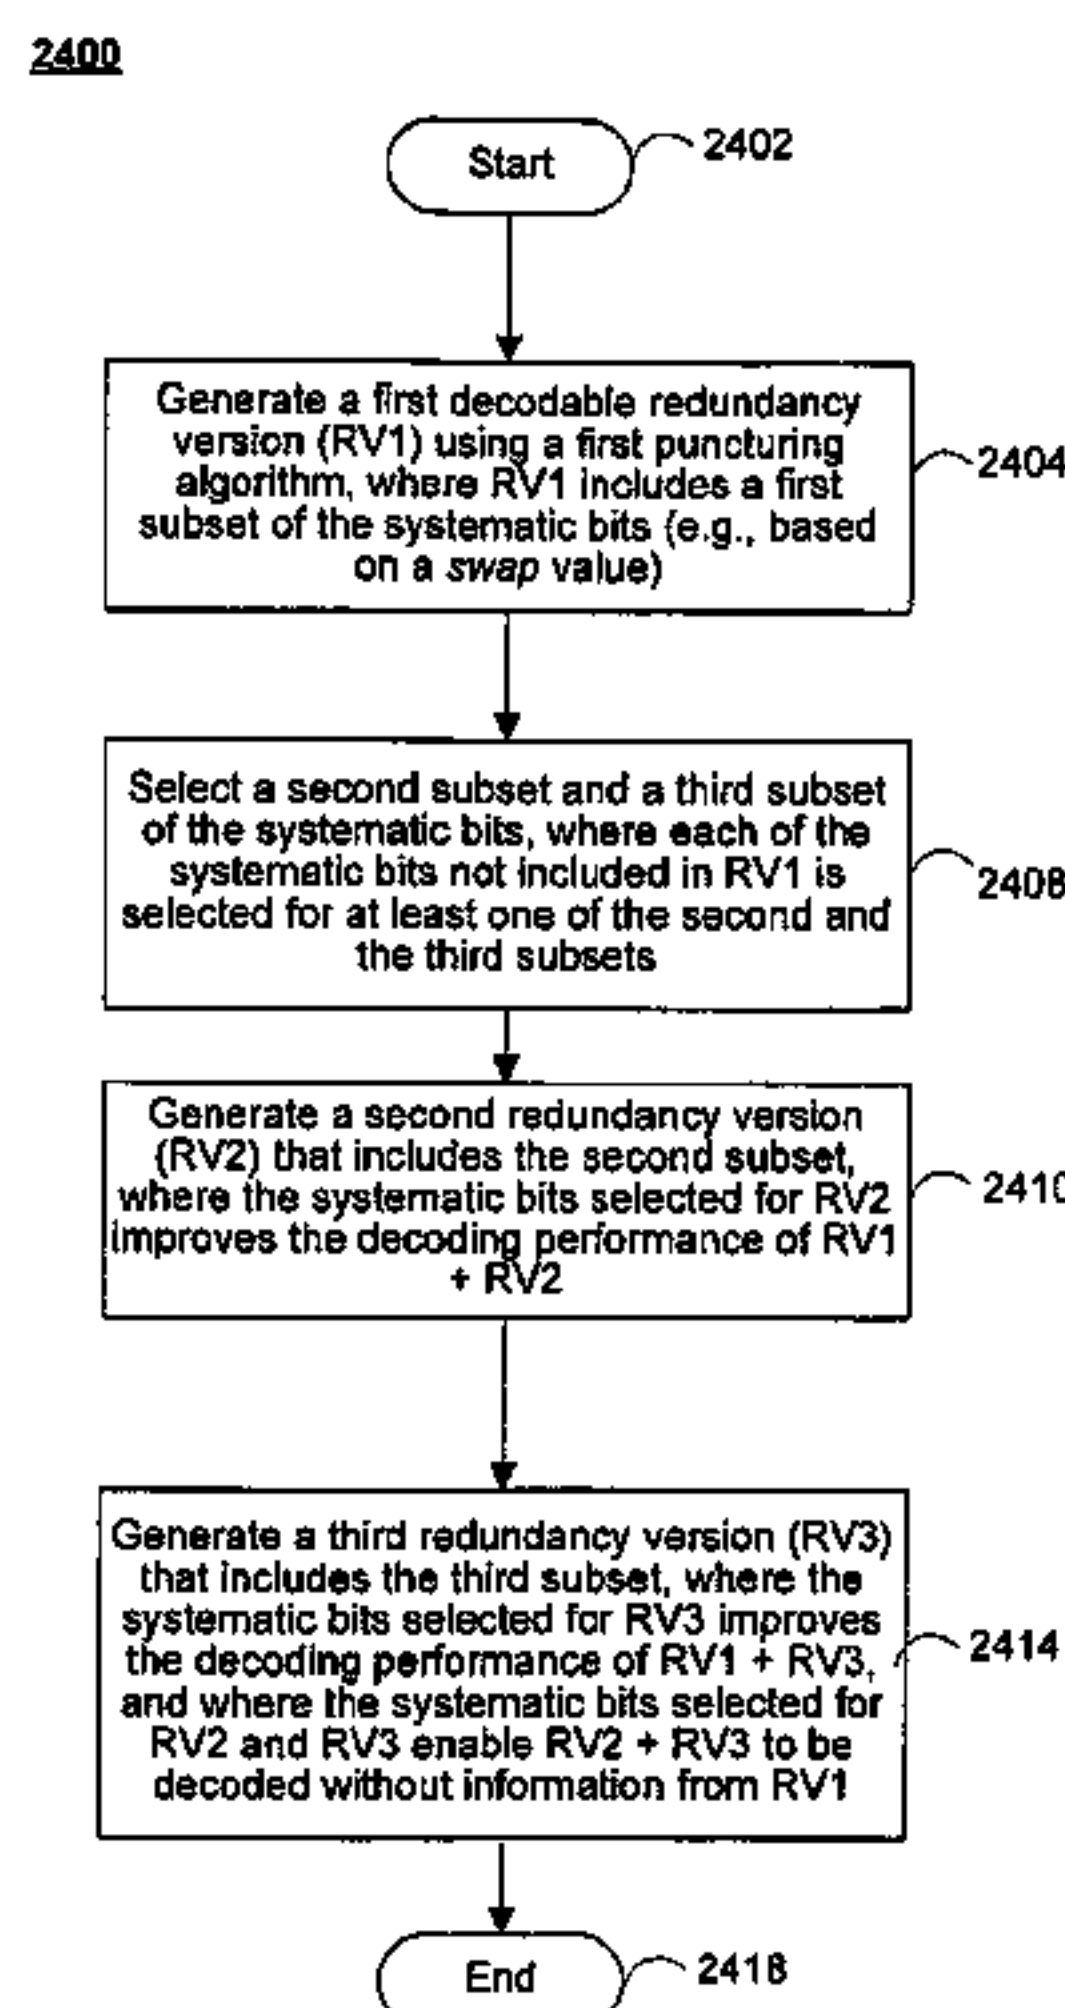 2400
Start
2402
Generate a first decodable redundancy
version (RV1) using a first puncturing
algorithm, where RV1 includes a first
subset of the systematic bits (e.g., based
on a swap value)
2404
Select a second subset and a third subset
of the systematic bits, where each of the
systematic bits not included in RV1 is
selected for at least one of the second and
the third subsets
2408
Generate a second redundancy version
(RV2) that includes the second subset,
where the systematic bits selected for RV2
improves the decoding performance of RV1
+ RV2
2410
Generate a third redundancy version (RV3)
that includes the third subset, where the
systematic bits selected for RV3 improves
the decoding performance of RV1 + RV3,
and where the systematic bits selected for
RV2 and RV3 enable RV2 + RV3 to be
decoded without information from RV1
2414
End
2418